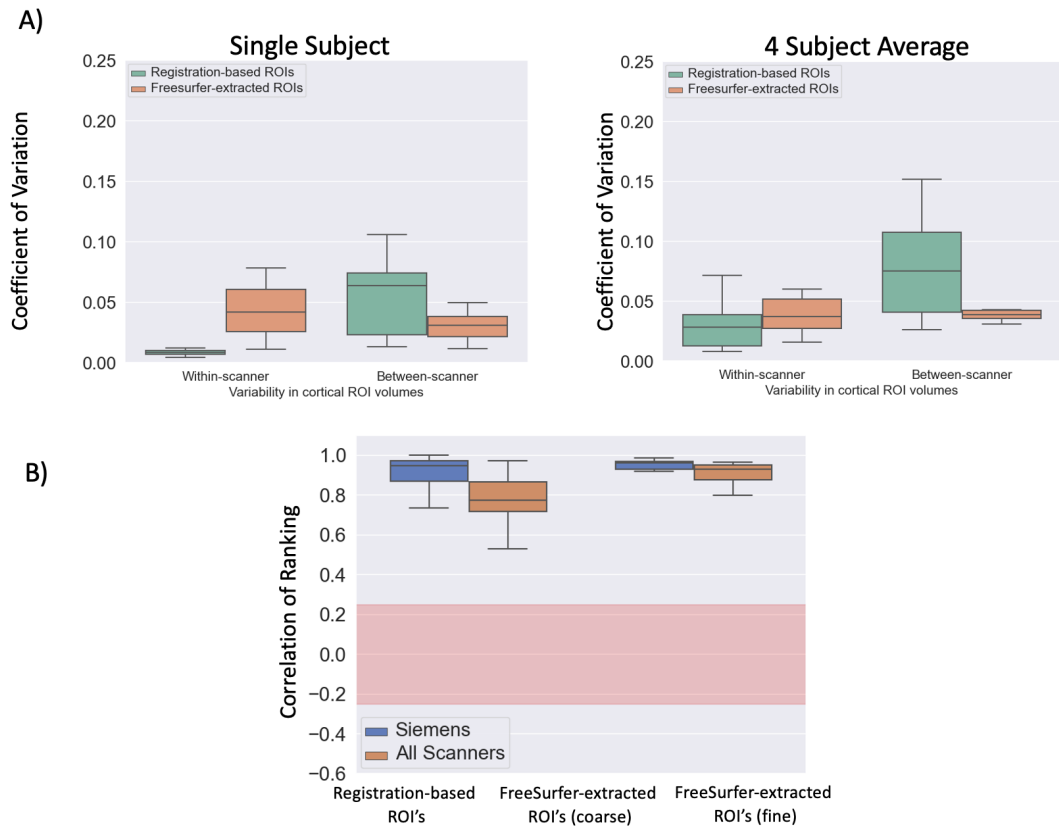 A)
Single Subject
4 Subject Average
Coefficient of Variation
0.25
0.20
0.15
0.10
0.05
0.00
Registration-based ROIs
Freesurfer-extracted ROIs
Within-scanner
Between-scanner
Variability in cortical ROI volumes
Coefficient of Variation
0.25
0.20
0.15
0.10
0.05
0.00
Registration-based ROIs
Freesurfer-extracted ROIs
Within-scanner
Between-scanner
Variability in cortical ROI volumes
B)
Correlation of Ranking
1.0
0.8
0.6
0.4
0.2
0.0
−0.2
−0.4
−0.6
Siemens
All Scanners
Registration-based
ROI's
FreeSurfer-extracted
ROI's (coarse)
FreeSurfer-extracted
ROI's (fine)